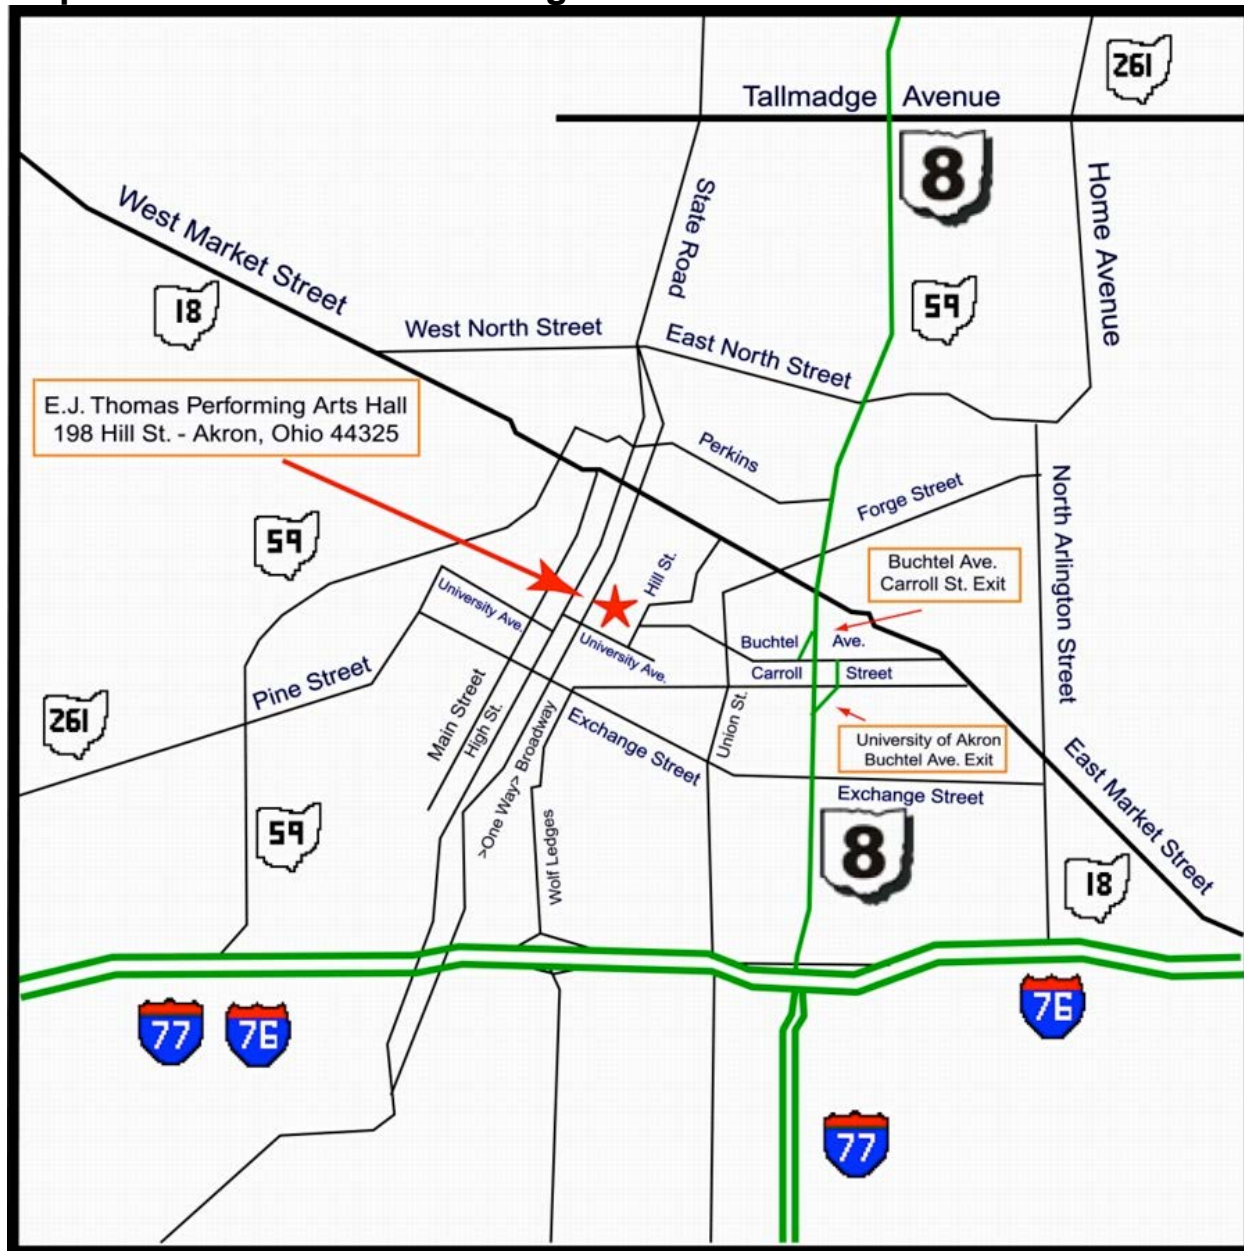 261
Tallmadge Avenue
8
Home Avenue
State Road
West Market Street
18
59
West North Street
East North Street
E.J. Thomas Performing Arts Hall
198 Hill St. - Akron, Ohio 44325
Perkins
Forge Street
North Arlington Street
59
Hill St.
Buchtel Ave.
Carroll St. Exit
University Ave.
University Ave.
Buchtel Ave.
Carroll Street
Pine Street
261
Main Street
High St.
>One Way> Broadway
Exchange Street
Union St.
University of Akron
Buchtel Ave. Exit
East Market Street
Exchange Street
59
Wolf Ledges
8
18
77
76
76
77